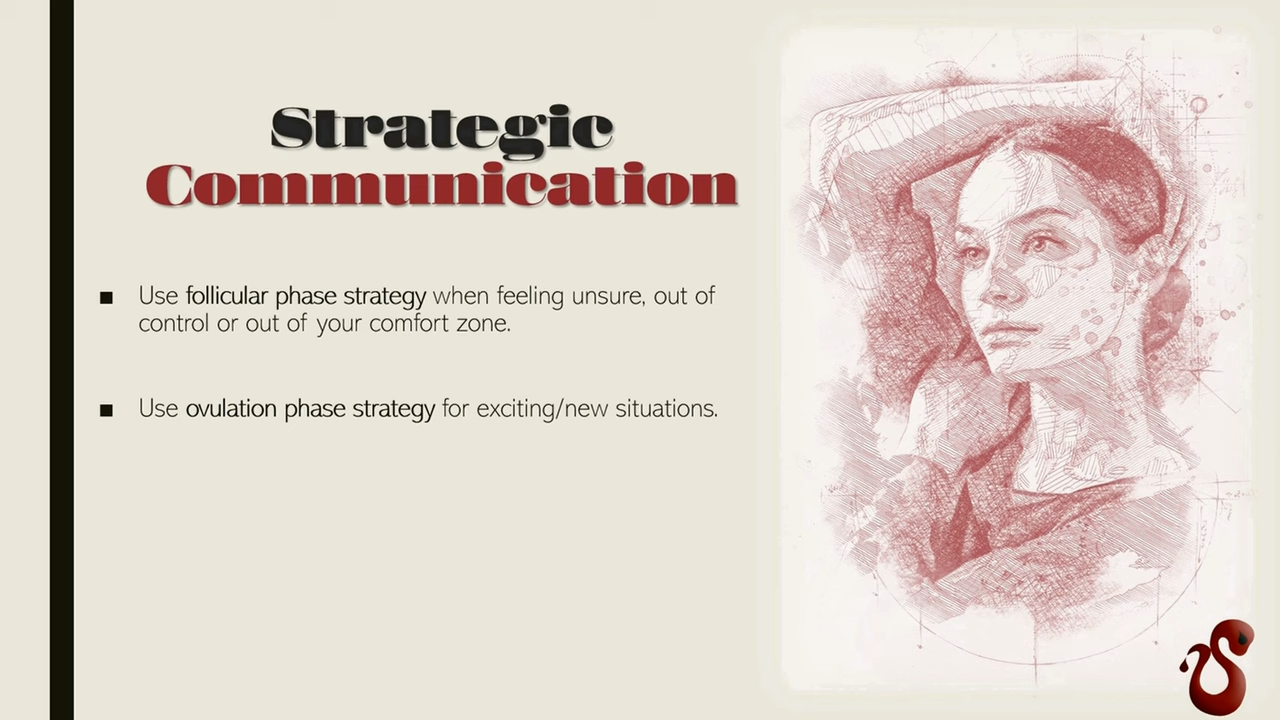 Strategic
Communication
■ Use follicular phase strategy when feeling unsure, out of
control or out of your comfort zone.
■ Use ovulation phase strategy for exciting/new situations.